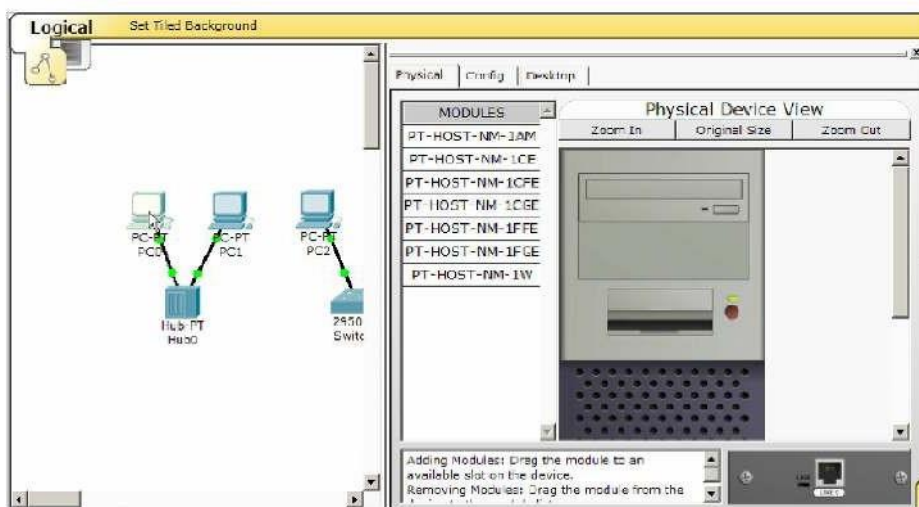 Logical
Set Tiled Background
Physical
Config
Desktop
MODULES
PT-HOST-NM-1AM
PT-HOST-NM-1CE
PT-HOST-NM-1CFE
PT-HOST-NM-1CGE
PT-HOST-NM-1FFE
PT-HOST-NM-1FGE
PT-HOST-NM-1W
Physical Device View
Zoom In
Original Size
Zoom Out
PC-PT
PC0
PC-PT
PC1
PC-PT
PC2
Hub-PT
Hub0
2950
Switc
Adding Modules: Drag the module to an
available slot on the device.
Removing Modules: Drag the module from the